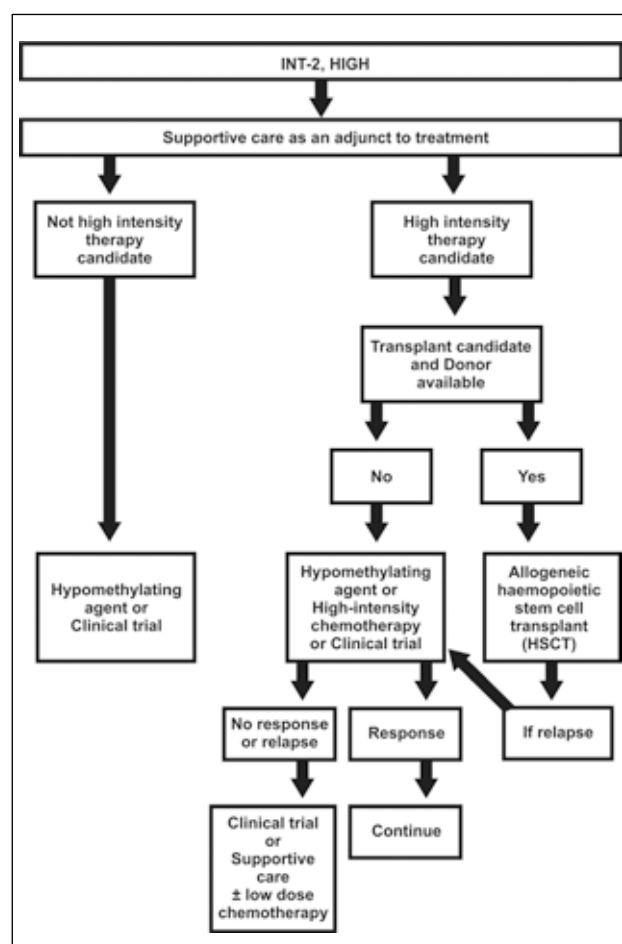 INT-2, HIGH
Supportive care as an adjunct to treatment
Not high intensity
therapy
candidate
High intensity
therapy
candidate
Transplant candidate
and Donor
available
No
Yes
Hypomethylating
agent or
Clinical trial
Hypomethylating
agent or
High-intensity
chemotherapy
or Clinical trial
Allogeneic
haemopoietic
stem cell
transplant
(HSCT)
No response
or relapse
Response
If relapse
Clinical trial
or
Supportive
care
± low dose
chemotherapy
Continue